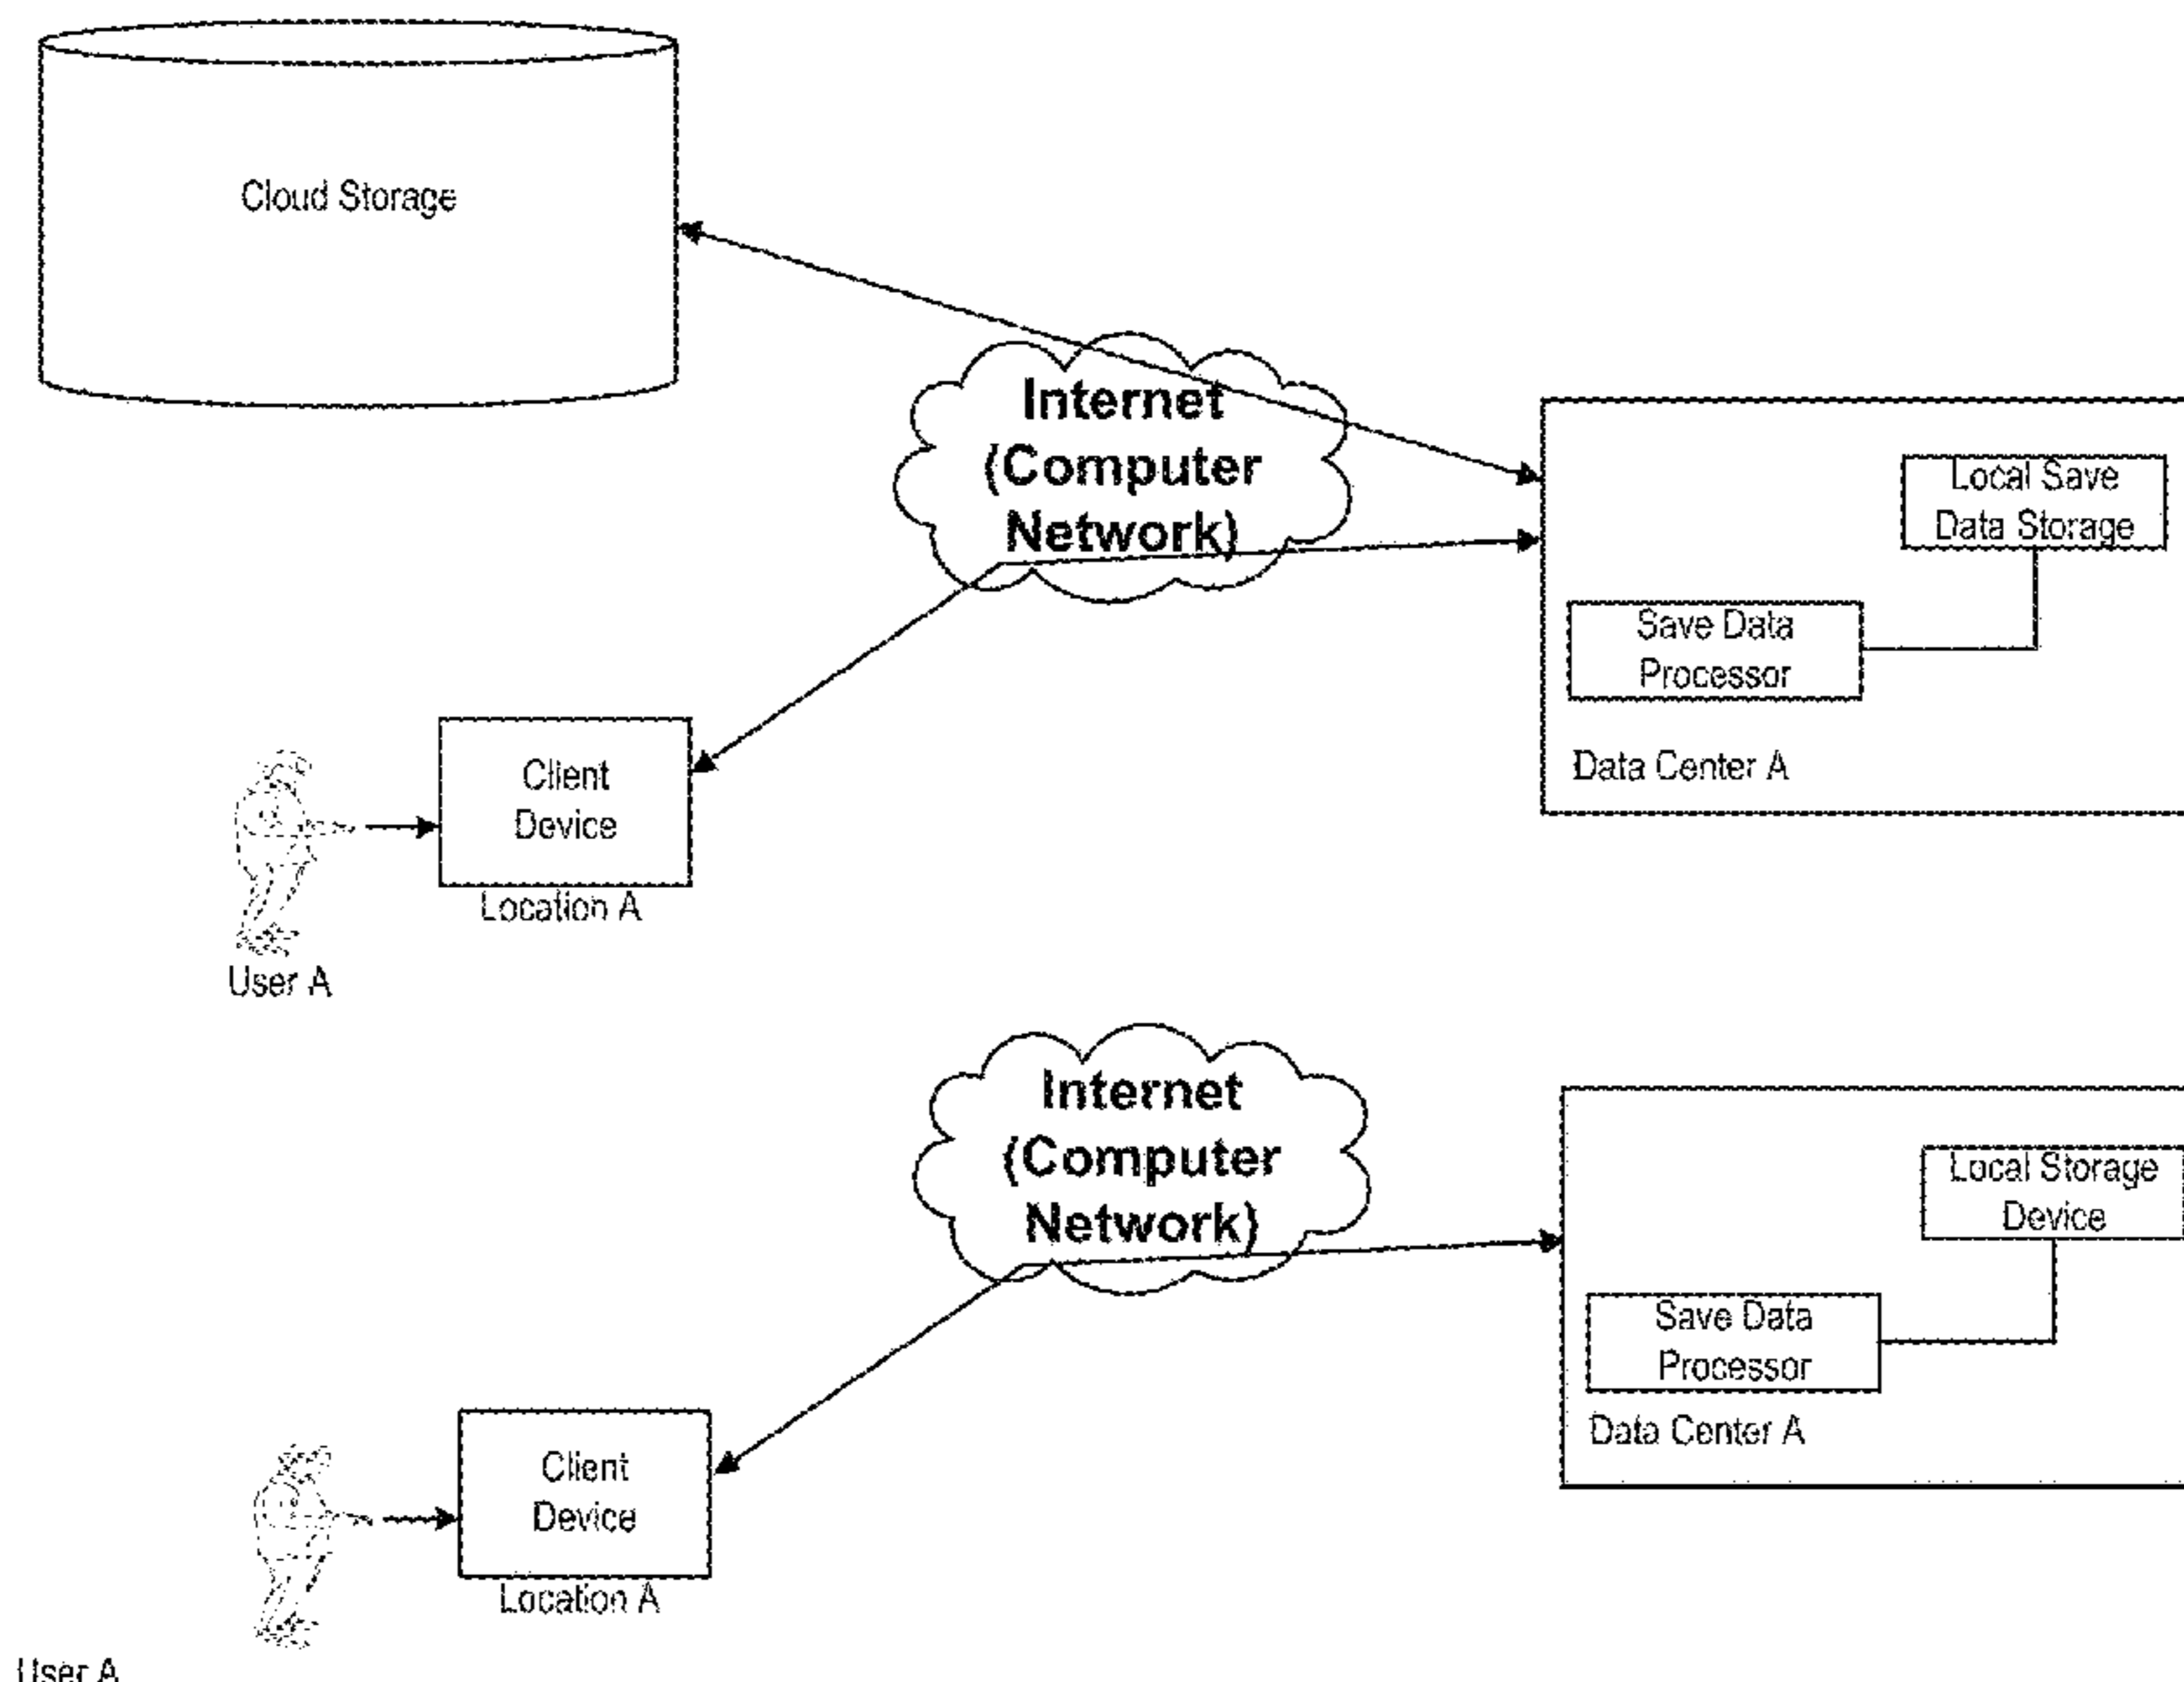 Cloud Storage
Internet
(Computer
Network)
Local Save
Data Storage
Save Data
Processor
Data Center A
Client
Device
Location A
User A
Internet
(Computer
Network)
Local Storage
Device
Save Data
Processor
Data Center A
Client
Device
Location A
User A